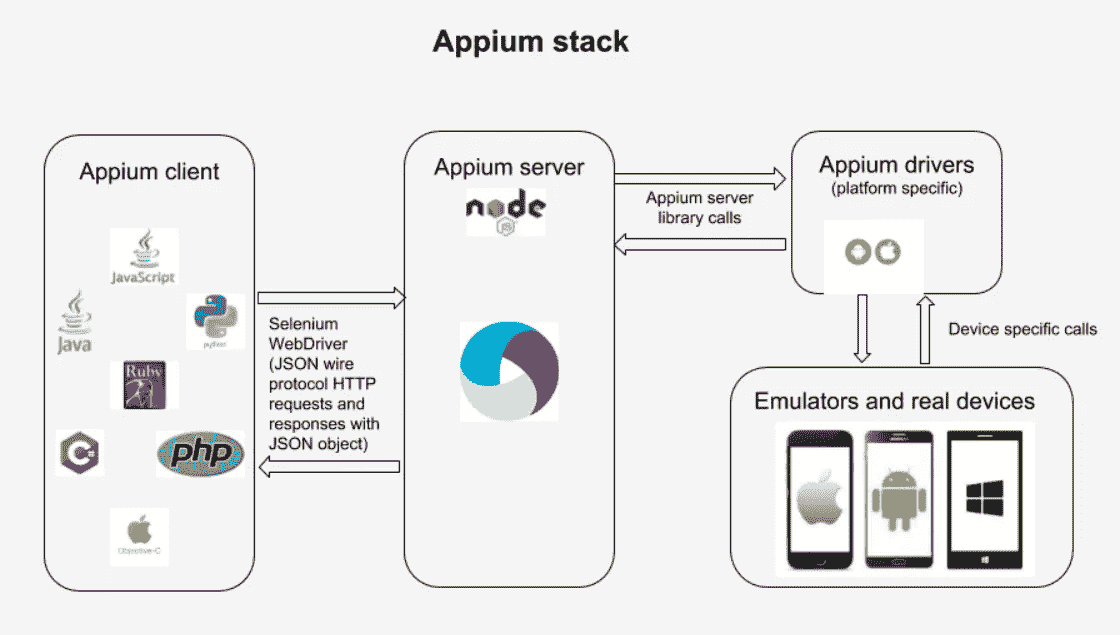 Appium stack
Appium client
JavaScript
Java
python
Ruby
C#
php
Objective-C
Selenium
WebDriver
(JSON wire
protocol HTTP
requests and
responses with
JSON object)
Appium server
node
JS
Appium server
library calls
Appium drivers
(platform specific)
Device specific calls
Emulators and real devices